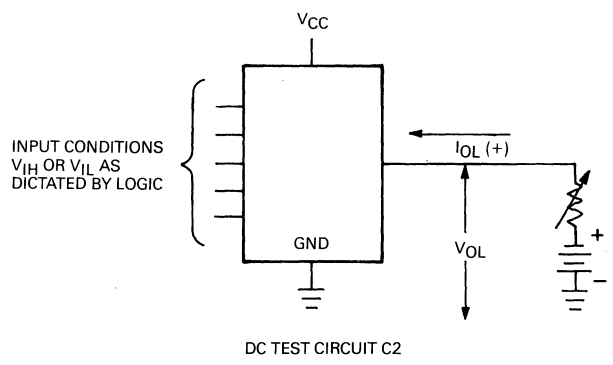 VCC
INPUT CONDITIONS
VIH OR VIL AS
DICTATED BY LOGIC
IOL (+)
GND
VOL
+
−
DC TEST CIRCUIT C2